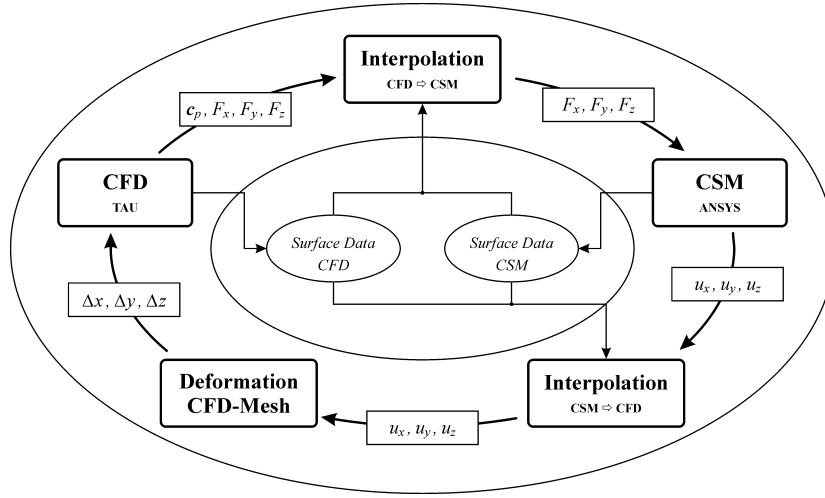 Interpolation
CFD ⇨ CSM
c_p, F_x, F_y, F_z
F_x, F_y, F_z
CFD
TAU
CSM
ANSYS
Surface Data
CFD
Surface Data
CSM
Δx, Δy, Δz
u_x, u_y, u_z
Deformation
CFD-Mesh
Interpolation
CSM ⇨ CFD
u_x, u_y, u_z